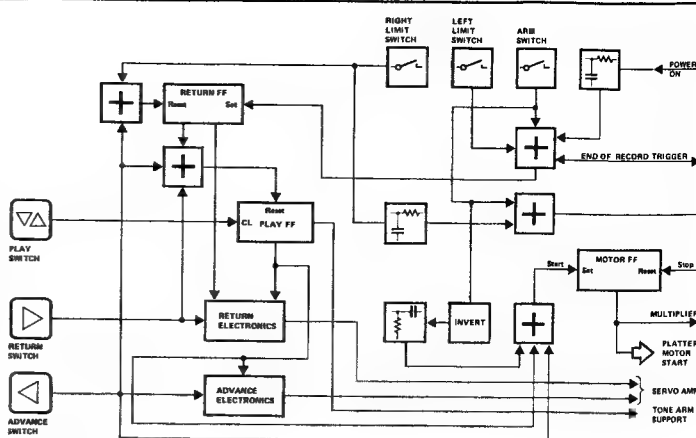 RIGHT
LIMIT
SWITCH
LEFT
LIMIT
SWITCH
ARM
SWITCH
POWER
ON
RETURN FF
Reset
Set
END OF RECORD TRIGGER
Reset
CL
PLAY FF
PLAY
SWITCH
MOTOR FF
Start
Set
Reset
Stop
RETURN
ELECTRONICS
INVERT
MULTIPLIER
PLATTER
MOTOR
START
RETURN
SWITCH
ADVANCE
ELECTRONICS
SERVO AMP
TONE ARM
SUPPORT
ADVANCE
SWITCH